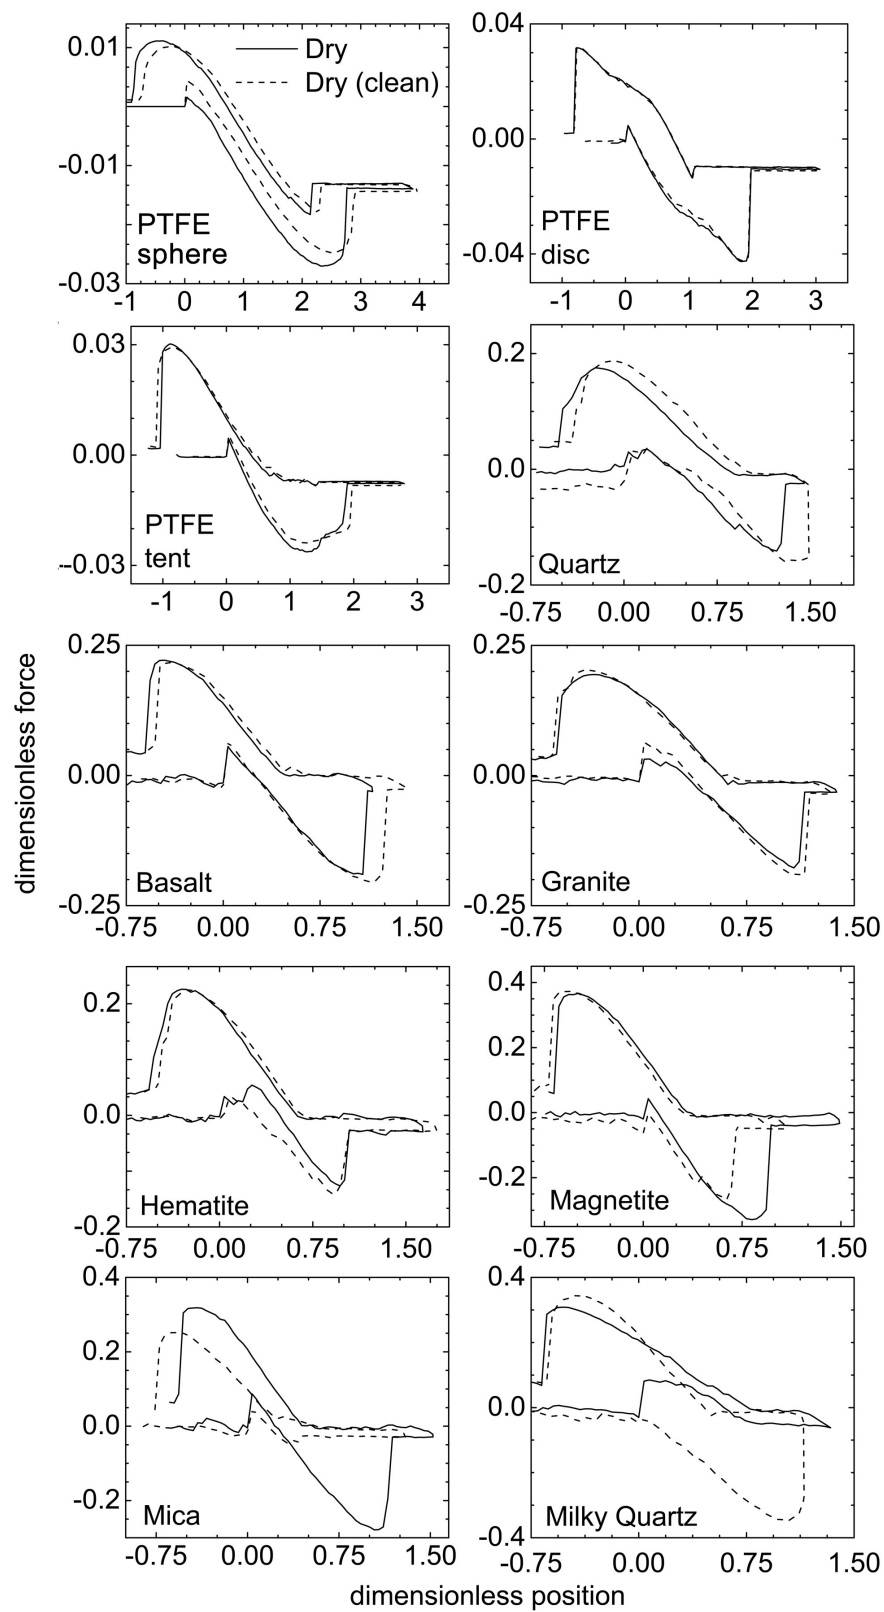 0.01
-0.01
-0.03
-1 0 1 2 3 4
Dry
Dry (clean)
PTFE
sphere
0.04
0.00
-0.04
-1 0 1 2 3
PTFE
disc
0.03
0.00
-0.03
-1 0 1 2 3
PTFE
tent
0.2
0.0
-0.2
-0.75 0.00 0.75 1.50
Quartz
dimensionless force
0.25
0.00
-0.25
-0.75 0.00 0.75 1.50
Basalt
0.25
0.00
-0.25
-0.75 0.00 0.75 1.50
Granite
0.2
0.0
-0.2
-0.75 0.00 0.75 1.50
Hematite
0.4
0.2
0.0
-0.2
-0.75 0.00 0.75 1.50
Magnetite
0.4
0.2
0.0
-0.2
-0.75 0.00 0.75 1.50
Mica
0.4
0.0
-0.4
-0.75 0.00 0.75 1.50
Milky Quartz
dimensionless position